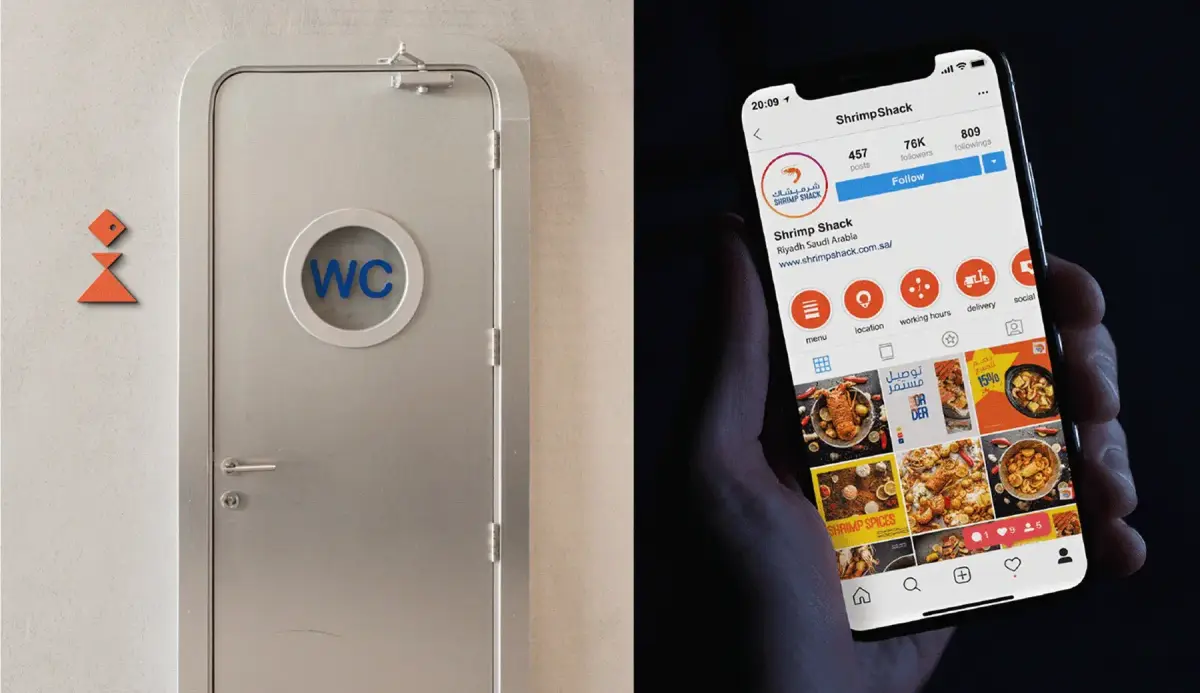 WC
20:09
ShrimpShack
457 76K 809
posts followers followings
Follow
شرمبشاك
SHRIMP SHACK
Shrimp Shack
Riyadh Saudi Arabia
www.shrimpshack.com.sa/
menu location working hours delivery social
توصيل
مستمر
OR
DER
15%
SHRIMP SPICES
1 9 5